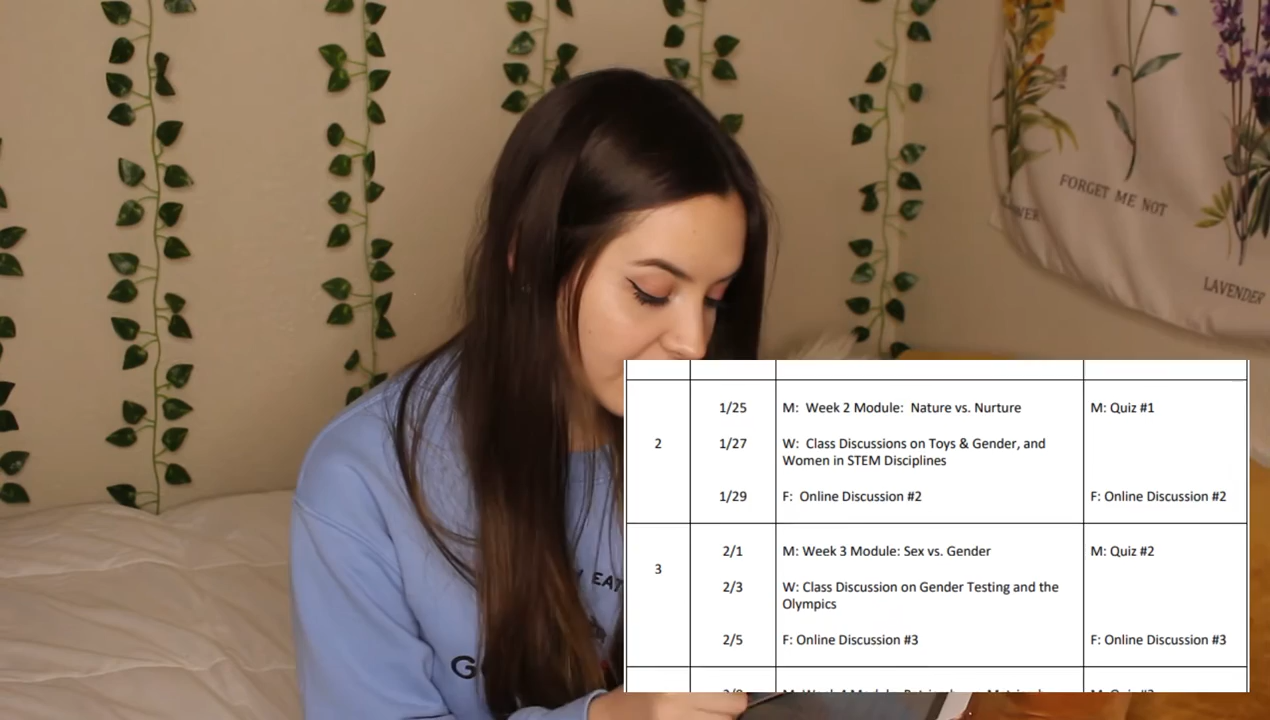 FORGET ME NOT
LAVENDER
EAT
1/25 M: Week 2 Module: Nature vs. Nurture M: Quiz #1
2 1/27 W: Class Discussions on Toys & Gender, and
Women in STEM Disciplines
1/29 F: Online Discussion #2 F: Online Discussion #2
2/1 M: Week 3 Module: Sex vs. Gender M: Quiz #2
3
2/3 W: Class Discussion on Gender Testing and the
Olympics
2/5 F: Online Discussion #3 F: Online Discussion #3